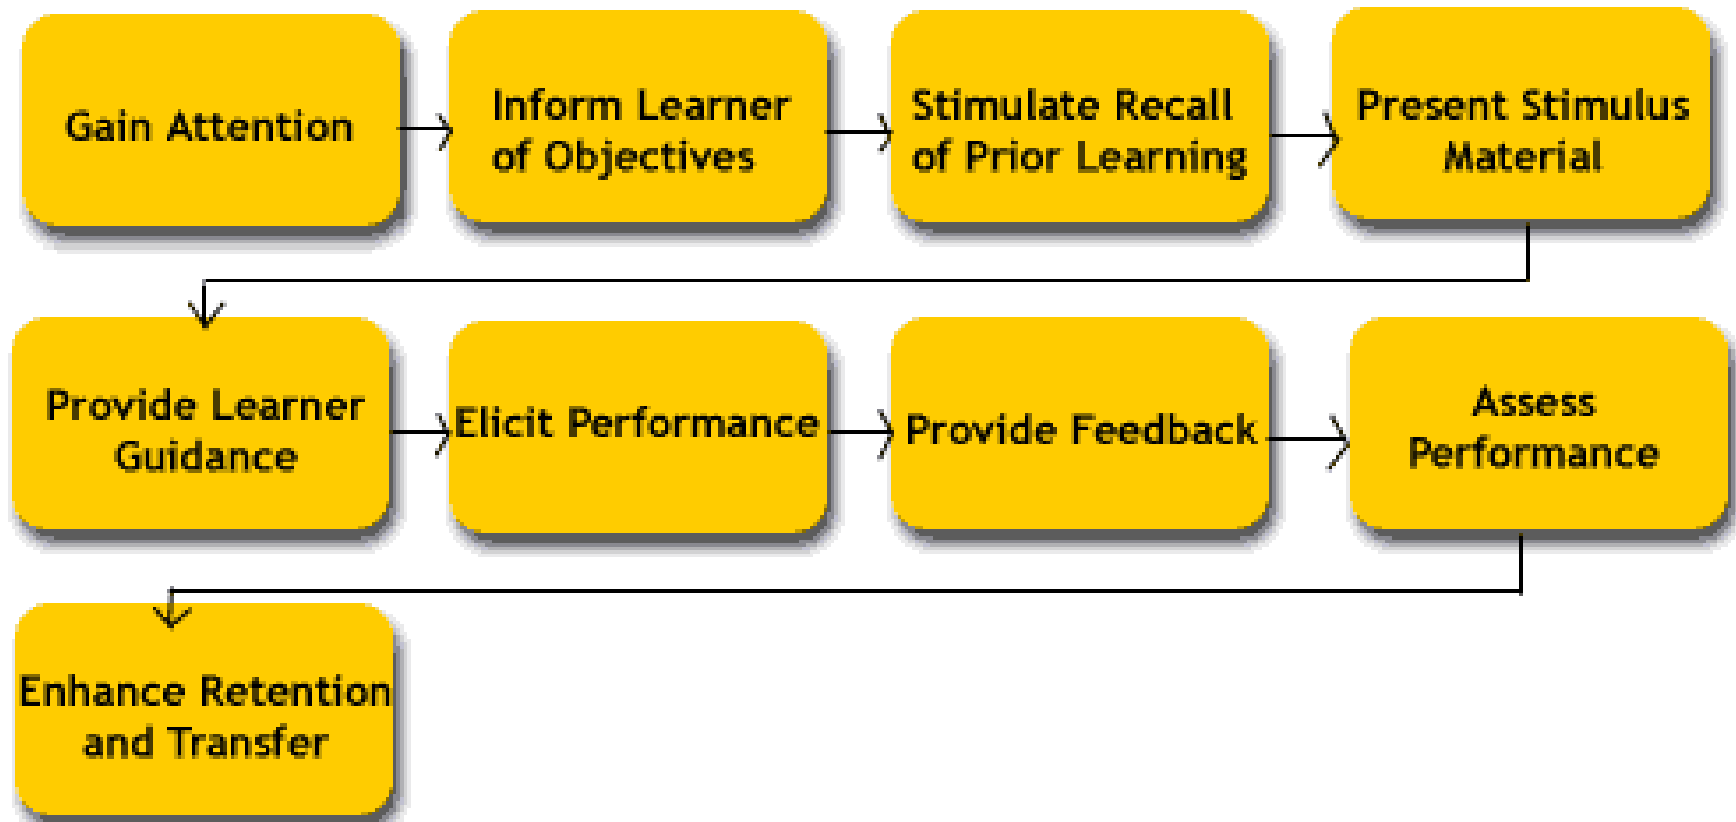 Gain Attention
Inform Learner
of Objectives
Stimulate Recall
of Prior Learning
Present Stimulus
Material
Provide Learner
Guidance
Elicit Performance
Provide Feedback
Assess
Performance
Enhance Retention
and Transfer